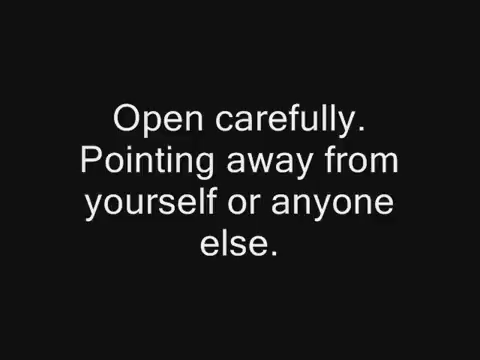 Open carefully.
Pointing away from
yourself or anyone
else.